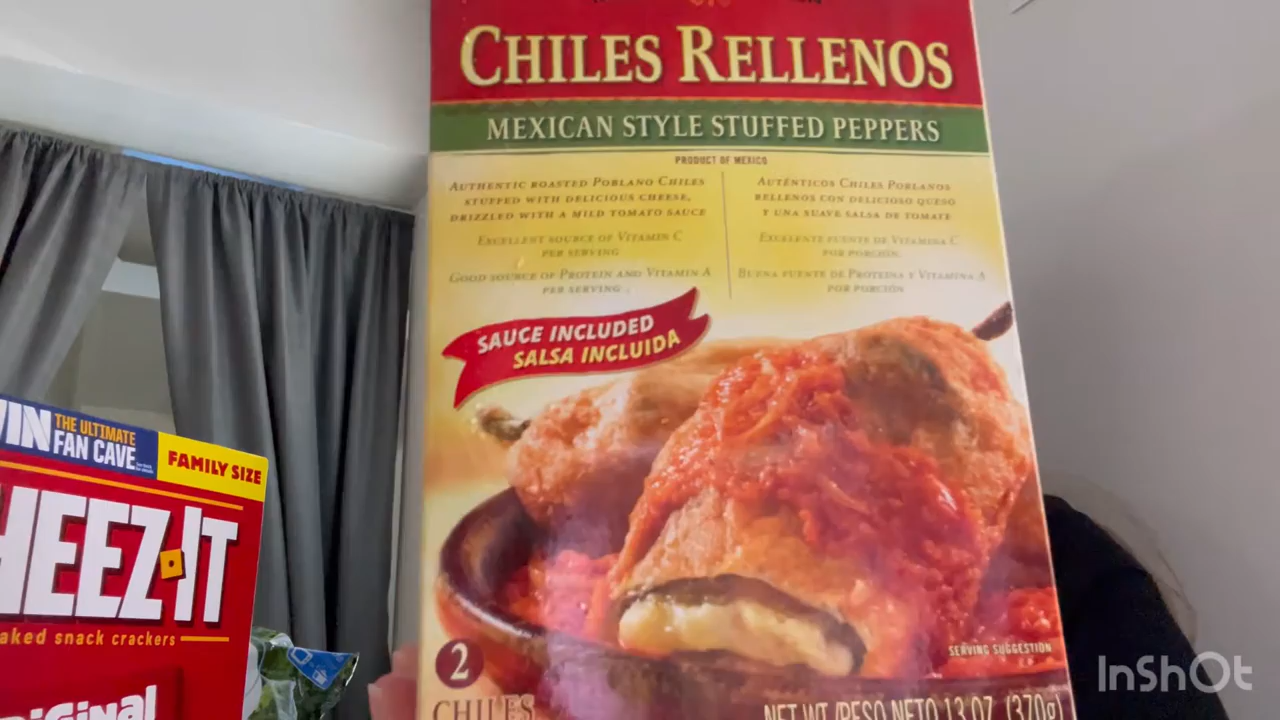 CHILES RELLENOS
MEXICAN STYLE STUFFED PEPPERS
PRODUCT OF MEXICO
AUTHENTIC ROASTED POBLANO CHILES
STUFFED WITH DELICIOUS CHEESE,
DRIZZLED WITH A MILD TOMATO SAUCE
EXCELLENT SOURCE OF VITAMIN C
PER SERVING
GOOD SOURCE OF PROTEIN AND VITAMIN A
PER SERVING
AUTÉNTICOS CHILES POBLANOS
RELLENOS CON DELICIOSO QUESO
Y UNA SUAVE SALSA DE TOMATE
EXCELENTE FUENTE DE VITAMINA C
POR PORCIÓN
BUENA FUENTE DE PROTEINA Y VITAMINA A
POR PORCIÓN
SAUCE INCLUDED
SALSA INCLUIDA
SERVING SUGGESTION
2
CHILES
NET WT./PESO NETO 13 OZ. (370g)
WIN THE ULTIMATE
FAN CAVE
FAMILY SIZE
HEEZ-IT
aked snack crackers
ORiGinal
InShOt